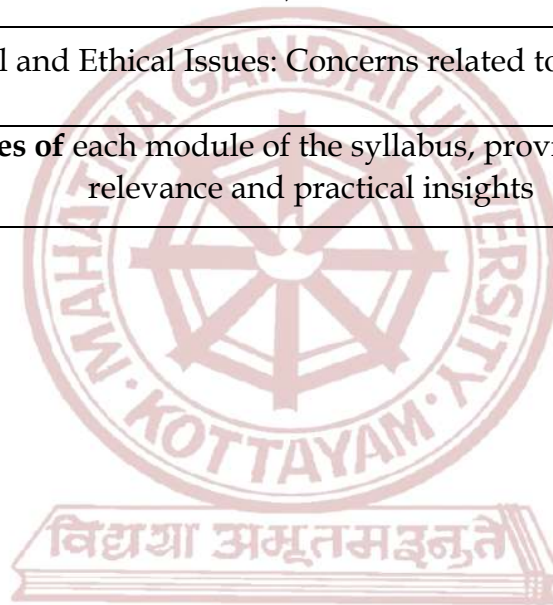 l and Ethical Issues: Concerns related to
es of each module of the syllabus, provi
relevance and practical insights
MAHATMA GANDHI UNIVERSITY
KOTTAYAM
विद्यया अमृतमश्नुते